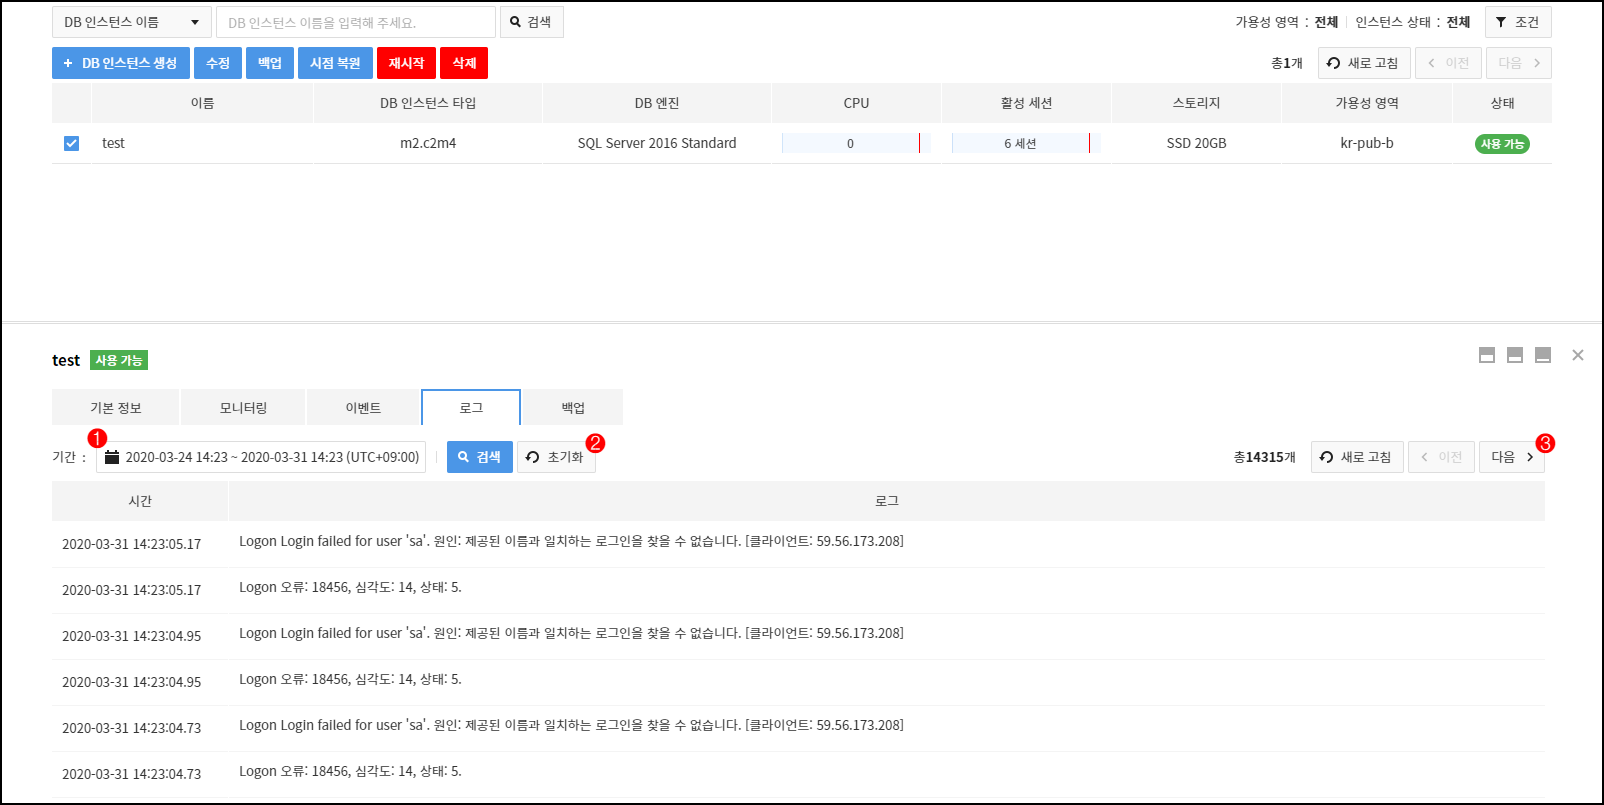 DB 인스턴스 이름 DB 인스턴스 이름을 입력해 주세요. 검색 가용성 영역 : 전체 인스턴스 상태 : 전체 조건
+ DB 인스턴스 생성 수정 백업 시점 복원 재시작 삭제 총1개 새로 고침 < 이전 다음 >
이름 DB 인스턴스 타입 DB 엔진 CPU 활성 세션 스토리지 가용성 영역 상태
test m2.c2m4 SQL Server 2016 Standard 0 6 세션 SSD 20GB kr-pub-b 사용 가능
test 사용 가능
기본 정보 모니터링 이벤트 로그 백업
1 2 3
기간 : 2020-03-24 14:23 ~ 2020-03-31 14:23 (UTC+09:00) 검색 초기화 총14315개 새로 고침 < 이전 다음 >
시간 로그
2020-03-31 14:23:05.17 Logon Login failed for user 'sa'. 원인: 제공된 이름과 일치하는 로그인을 찾을 수 없습니다. [클라이언트: 59.56.173.208]
2020-03-31 14:23:05.17 Logon 오류: 18456, 심각도: 14, 상태: 5.
2020-03-31 14:23:04.95 Logon Login failed for user 'sa'. 원인: 제공된 이름과 일치하는 로그인을 찾을 수 없습니다. [클라이언트: 59.56.173.208]
2020-03-31 14:23:04.95 Logon 오류: 18456, 심각도: 14, 상태: 5.
2020-03-31 14:23:04.73 Logon Login failed for user 'sa'. 원인: 제공된 이름과 일치하는 로그인을 찾을 수 없습니다. [클라이언트: 59.56.173.208]
2020-03-31 14:23:04.73 Logon 오류: 18456, 심각도: 14, 상태: 5.